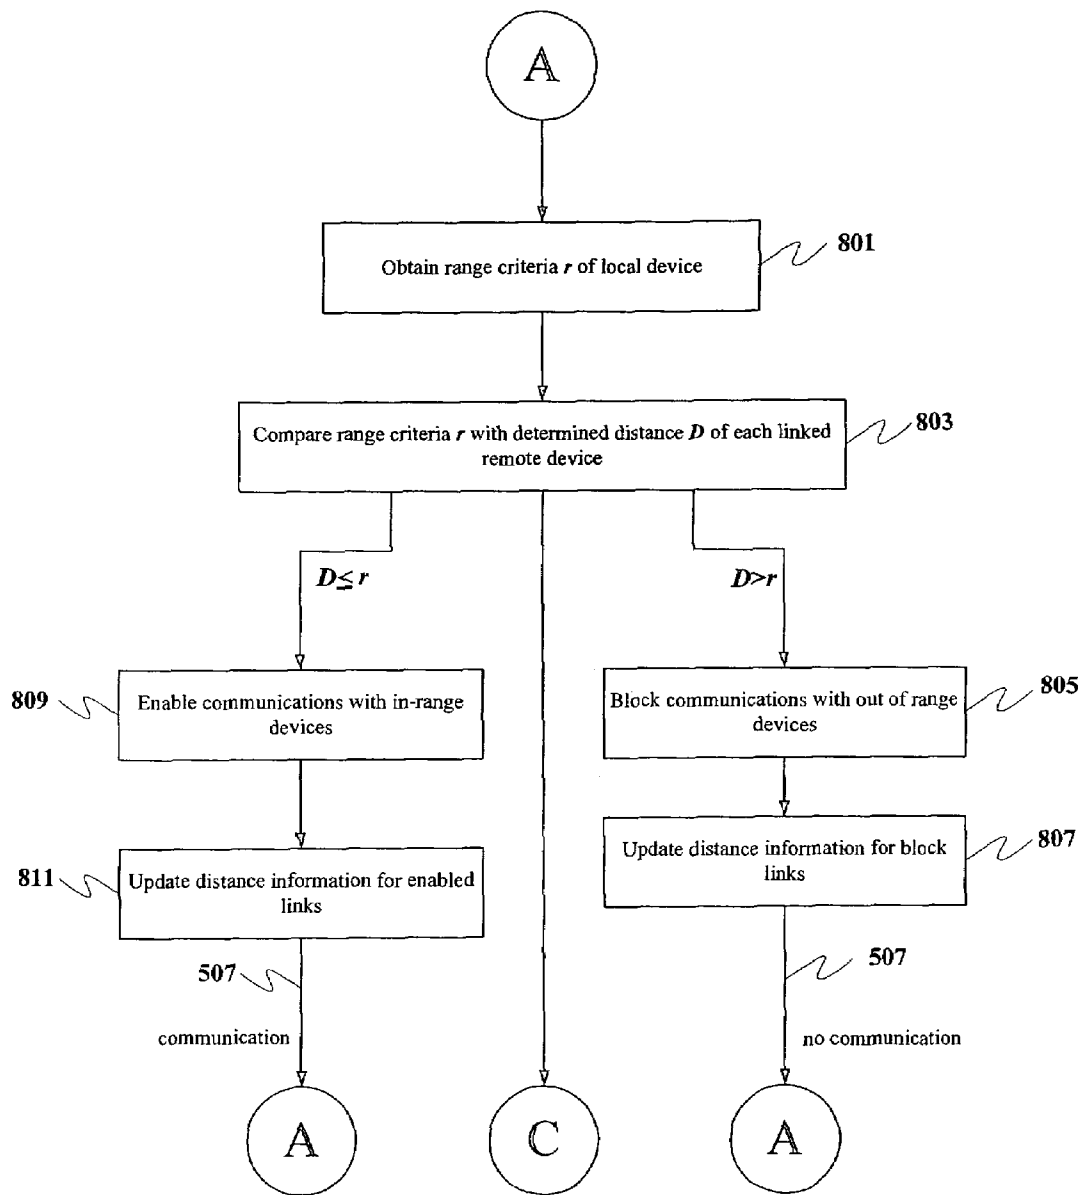 A
801
Obtain range criteria r of local device
803
Compare range criteria r with determined distance D of each linked
remote device
D≤r
D>r
809
Enable communications with in-range
devices
805
Block communications with out of range
devices
811
Update distance information for enabled
links
807
Update distance information for block
links
507
communication
507
no communication
A
C
A